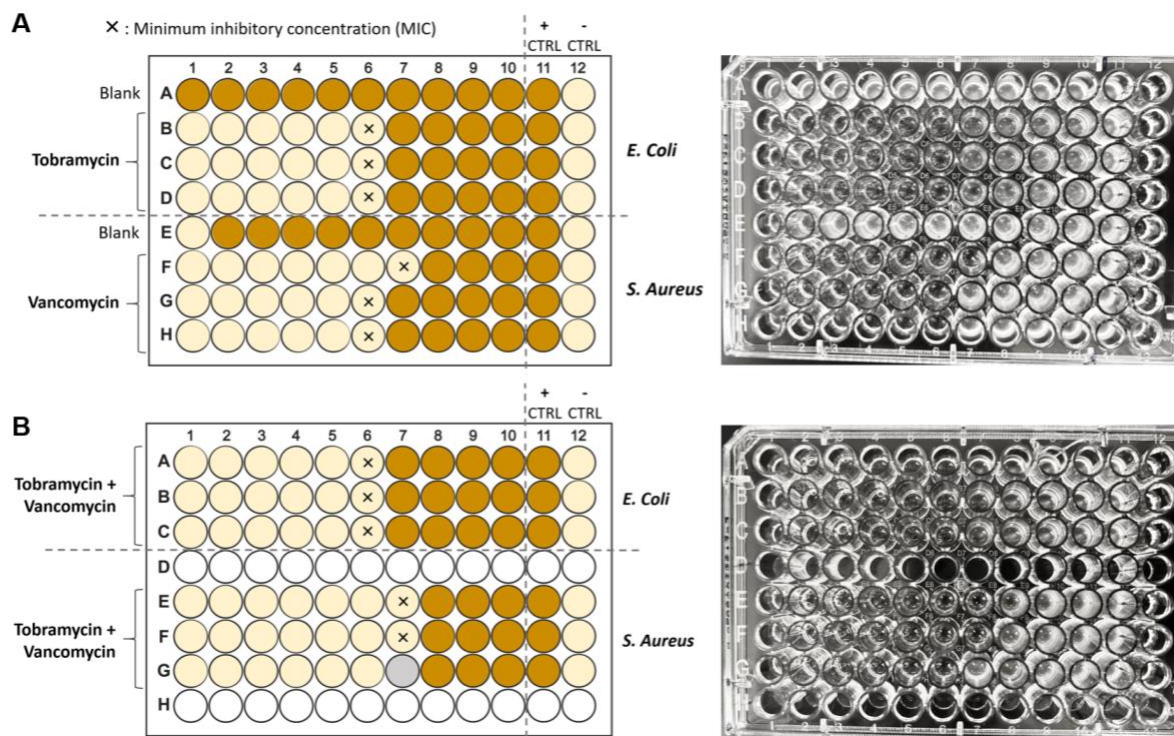 A
× : Minimum inhibitory concentration (MIC)
+ -
CTRL CTRL
1 2 3 4 5 6 7 8 9 10 11 12
Blank A
B
Tobramycin C
D
E. Coli
Blank E
F
Vancomycin G
H
S. Aureus
B
+ -
CTRL CTRL
1 2 3 4 5 6 7 8 9 10 11 12
A
Tobramycin +
Vancomycin
B
C
E. Coli
D
E
Tobramycin +
Vancomycin
F
G
S. Aureus
H